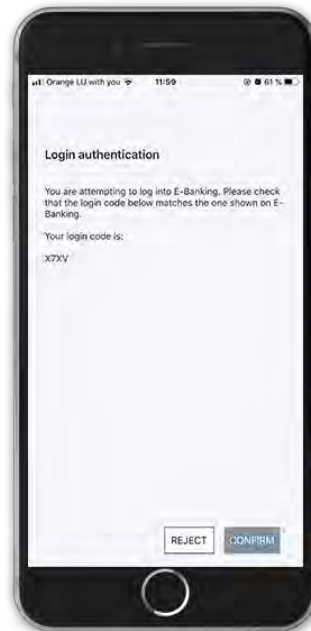 Orange LU with you 11:59 61 %
Login authentication
You are attempting to log into E-Banking. Please check
that the login code below matches the one shown on E-
Banking.
Your login code is:
X7XV
REJECT CONFIRM